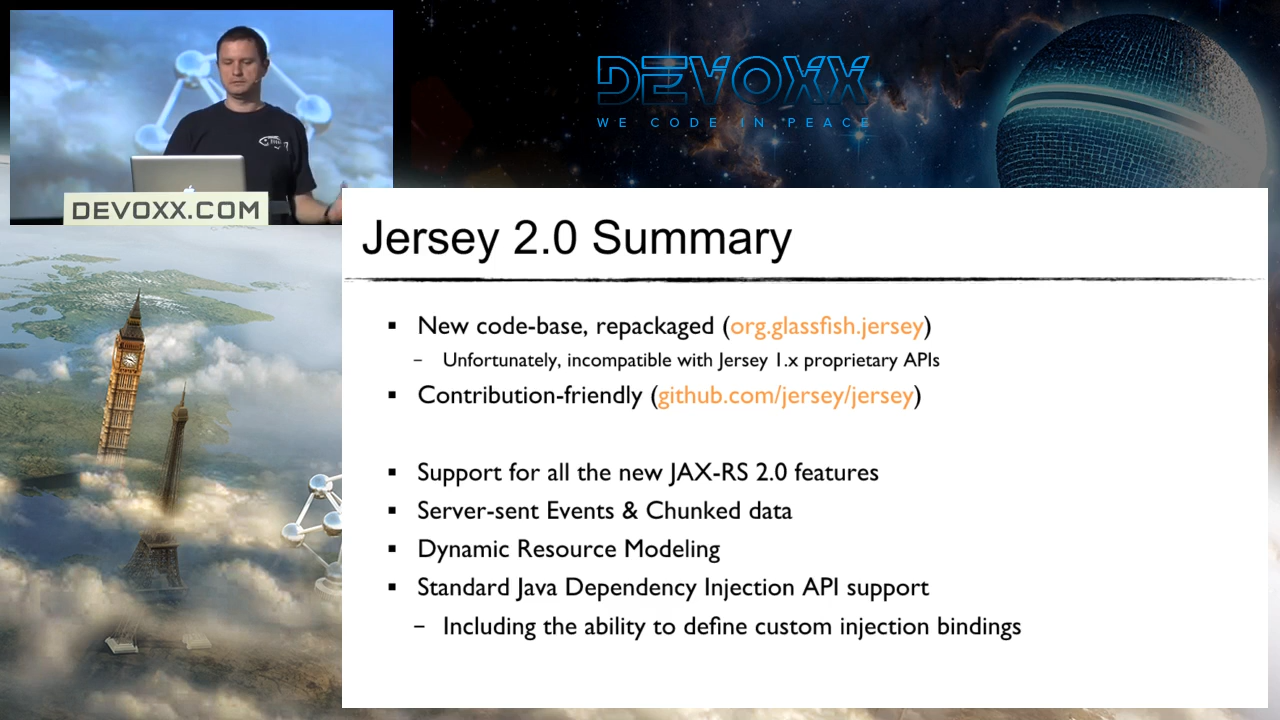 DEVOXX
WE CODE IN PEACE
DEVOXX.COM
Jersey 2.0 Summary
▪ New code-base, repackaged (org.glassfish.jersey)
– Unfortunately, incompatible with Jersey 1.x proprietary APIs
▪ Contribution-friendly (github.com/jersey/jersey)
▪ Support for all the new JAX-RS 2.0 features
▪ Server-sent Events & Chunked data
▪ Dynamic Resource Modeling
▪ Standard Java Dependency Injection API support
– Including the ability to define custom injection bindings